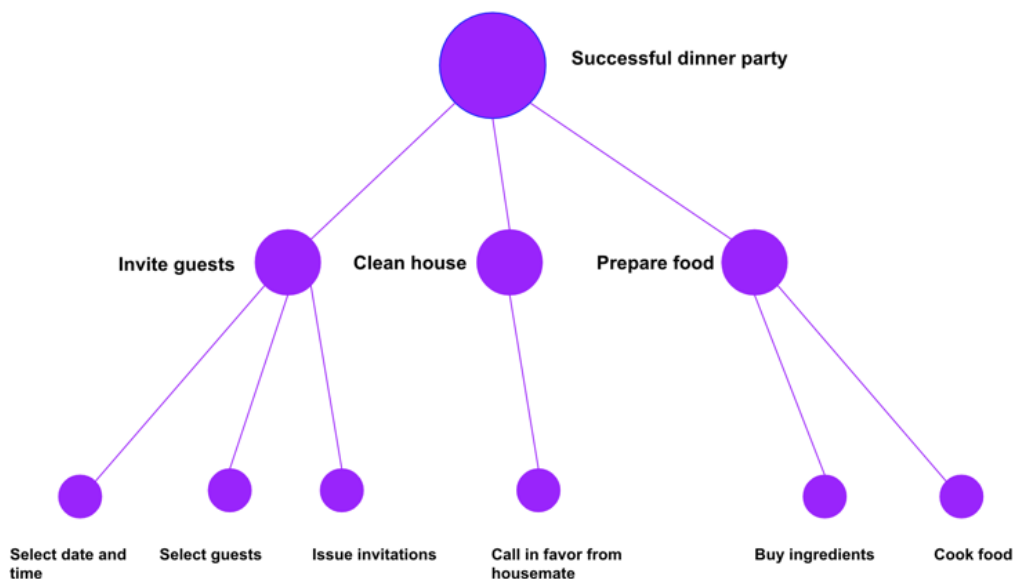 Successful dinner party
Invite guests
Clean house
Prepare food
Select date and
time
Select guests
Issue invitations
Call in favor from
housemate
Buy ingredients
Cook food